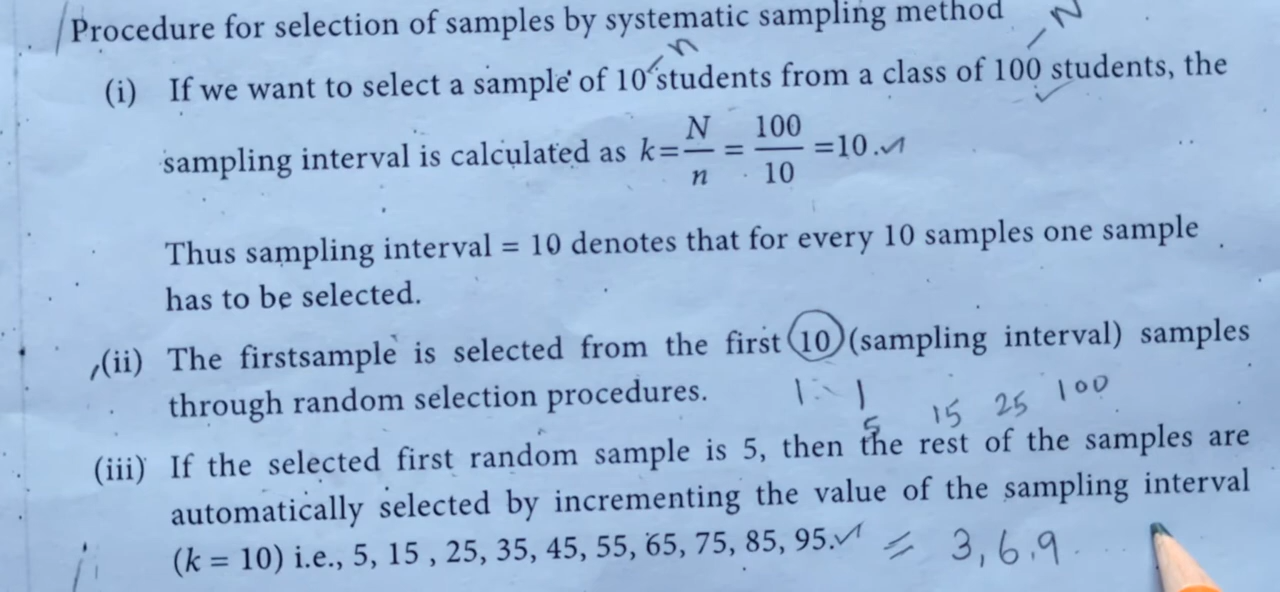 Procedure for selection of samples by systematic sampling method
N
n
(i) If we want to select a sample of 10 students from a class of 100 students, the
sampling interval is calculated as k= N/n = 100/10 =10.
Thus sampling interval = 10 denotes that for every 10 samples one sample
has to be selected.
(ii) The firstsample is selected from the first 10 (sampling interval) samples
through random selection procedures.
5 15 25 100
(iii) If the selected first random sample is 5, then the rest of the samples are
automatically selected by incrementing the value of the sampling interval
(k = 10) i.e., 5, 15 , 25, 35, 45, 55, 65, 75, 85, 95. = 3, 6, 9